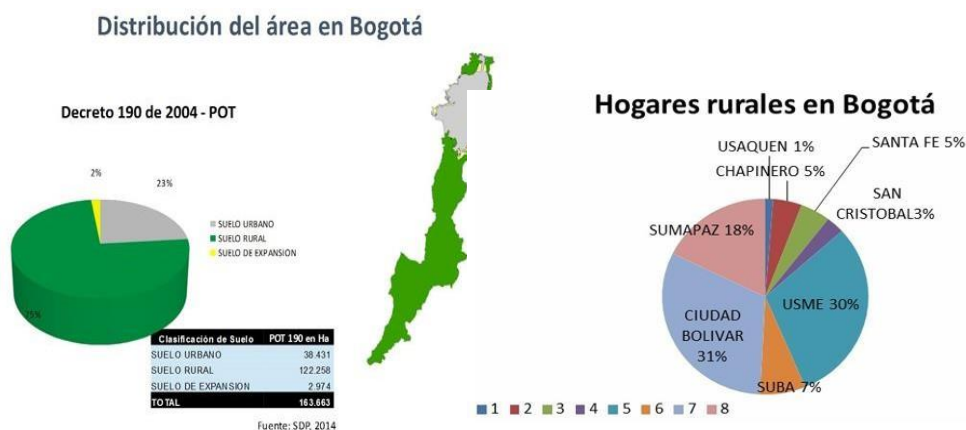 Distribución del área en Bogotá
Decreto 190 de 2004 - POT
2%
23%
75%
SUELO URBANO
SUELO RURAL
SUELO DE EXPANSION
Clasificación de Suelo POT 190 en Ha
SUELO URBANO 38.431
SUELO RURAL 122.258
SUELO DE EXPANSION 2.974
TOTAL 163.663
Fuente: SDP, 2014
Hogares rurales en Bogotá
USAQUEN 1%
SANTA FE 5%
CHAPINERO 5%
SAN
CRISTOBAL3%
SUMAPAZ 18%
USME 30%
CIUDAD
BOLIVAR
31%
SUBA 7%
1 2 3 4 5 6 7 8